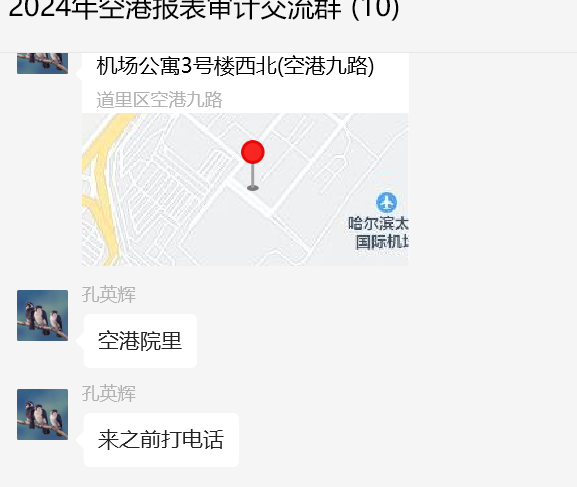 2024年空港报表审计交流群 (10)
机场公寓3号楼西北(空港九路)
道里区空港九路
哈尔滨太
国际机场
孔英辉
空港院里
孔英辉
来之前打电话